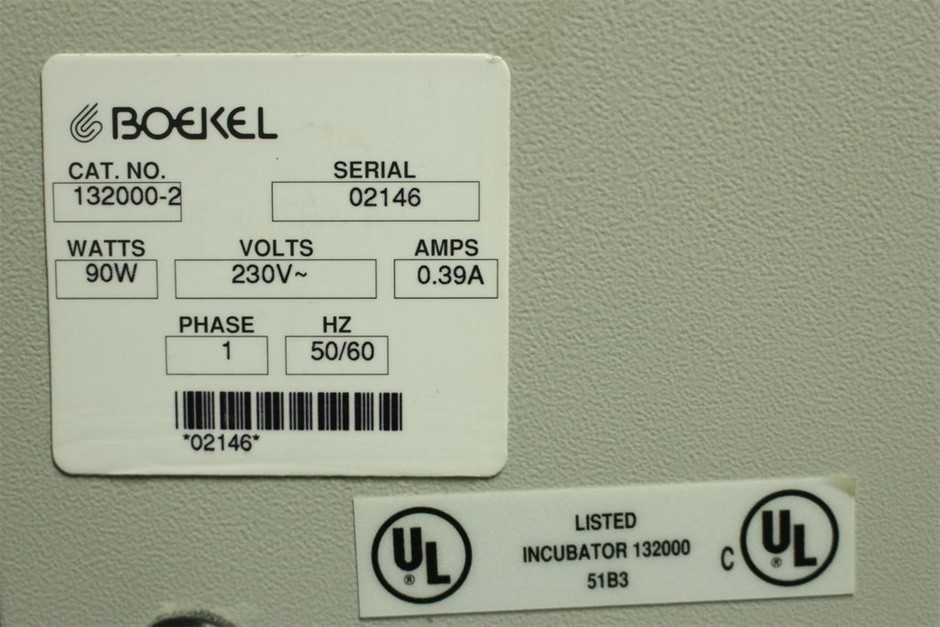 BOEKEL
CAT. NO. SERIAL
132000-2 02146
WATTS VOLTS AMPS
90W 230V~ 0.39A
PHASE HZ
1 50/60
*02146*
UL ® LISTED C UL ®
INCUBATOR 132000
51B3